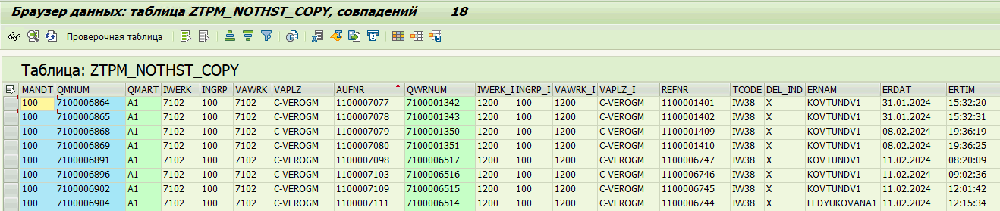 Браузер данных: таблица ZTPM_NOTHST_COPY, совпадений 18
Проверочная таблица
Таблица: ZTPM_NOTHST_COPY
MANDT QMNUM QMART IWERK INGRP VAWRK VAPLZ AUFNR QWRNUM IWERK_I INGRP_I VAWRK_I VAPLZ_I REFNR TCODE DEL_IND ERNAM ERDAT ERTIM
100 7100006864 A1 7102 100 7102 C-VEROGM 1100007077 7100001342 1200 100 1200 C-VEROGM 1100001401 IW38 X KOVTUNDV1 31.01.2024 15:32:20
100 7100006865 A1 7102 100 7102 C-VEROGM 1100007078 7100001343 1200 100 1200 C-VEROGM 1100001402 IW38 X KOVTUNDV1 31.01.2024 15:32:31
100 7100006868 A1 7102 100 7102 C-VEROGM 1100007079 7100001350 1200 100 1200 C-VEROGM 1100001409 IW38 X KOVTUNDV1 08.02.2024 19:36:19
100 7100006869 A1 7102 100 7102 C-VEROGM 1100007080 7100001351 1200 100 1200 C-VEROGM 1100001410 IW38 X KOVTUNDV1 08.02.2024 19:36:25
100 7100006891 A1 7102 100 7102 C-VEROGM 1100007098 7100006517 1200 100 1200 C-VEROGM 1100006747 IW38 X KOVTUNDV1 11.02.2024 08:20:09
100 7100006896 A1 7102 100 7102 C-VEROGM 1100007103 7100006516 1200 100 1200 C-VEROGM 1100006746 IW38 X KOVTUNDV1 11.02.2024 09:02:36
100 7100006902 A1 7102 100 7102 C-VEROGM 1100007109 7100006515 1200 100 1200 C-VEROGM 1100006745 IW38 X KOVTUNDV1 11.02.2024 12:01:42
100 7100006904 A1 7102 100 7102 C-VEROGM 1100007111 7100006514 1200 100 1200 C-VEROGM 1100006744 IW38 X FEDYUKOVANA1 11.02.2024 12:15:34